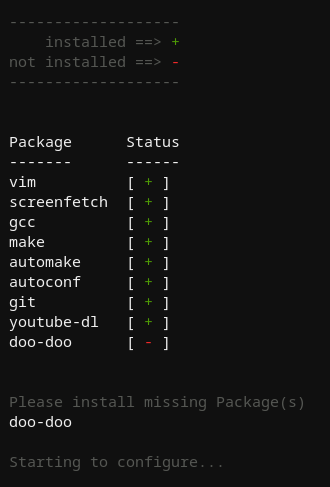 -------------------
    installed ==> +
not installed ==> -
-------------------
Package      Status
-------      ------
vim          [ + ]
screenfetch  [ + ]
gcc          [ + ]
make         [ + ]
automake     [ + ]
autoconf     [ + ]
git          [ + ]
youtube-dl   [ + ]
doo-doo      [ - ]
Please install missing Package(s)
doo-doo
Starting to configure...